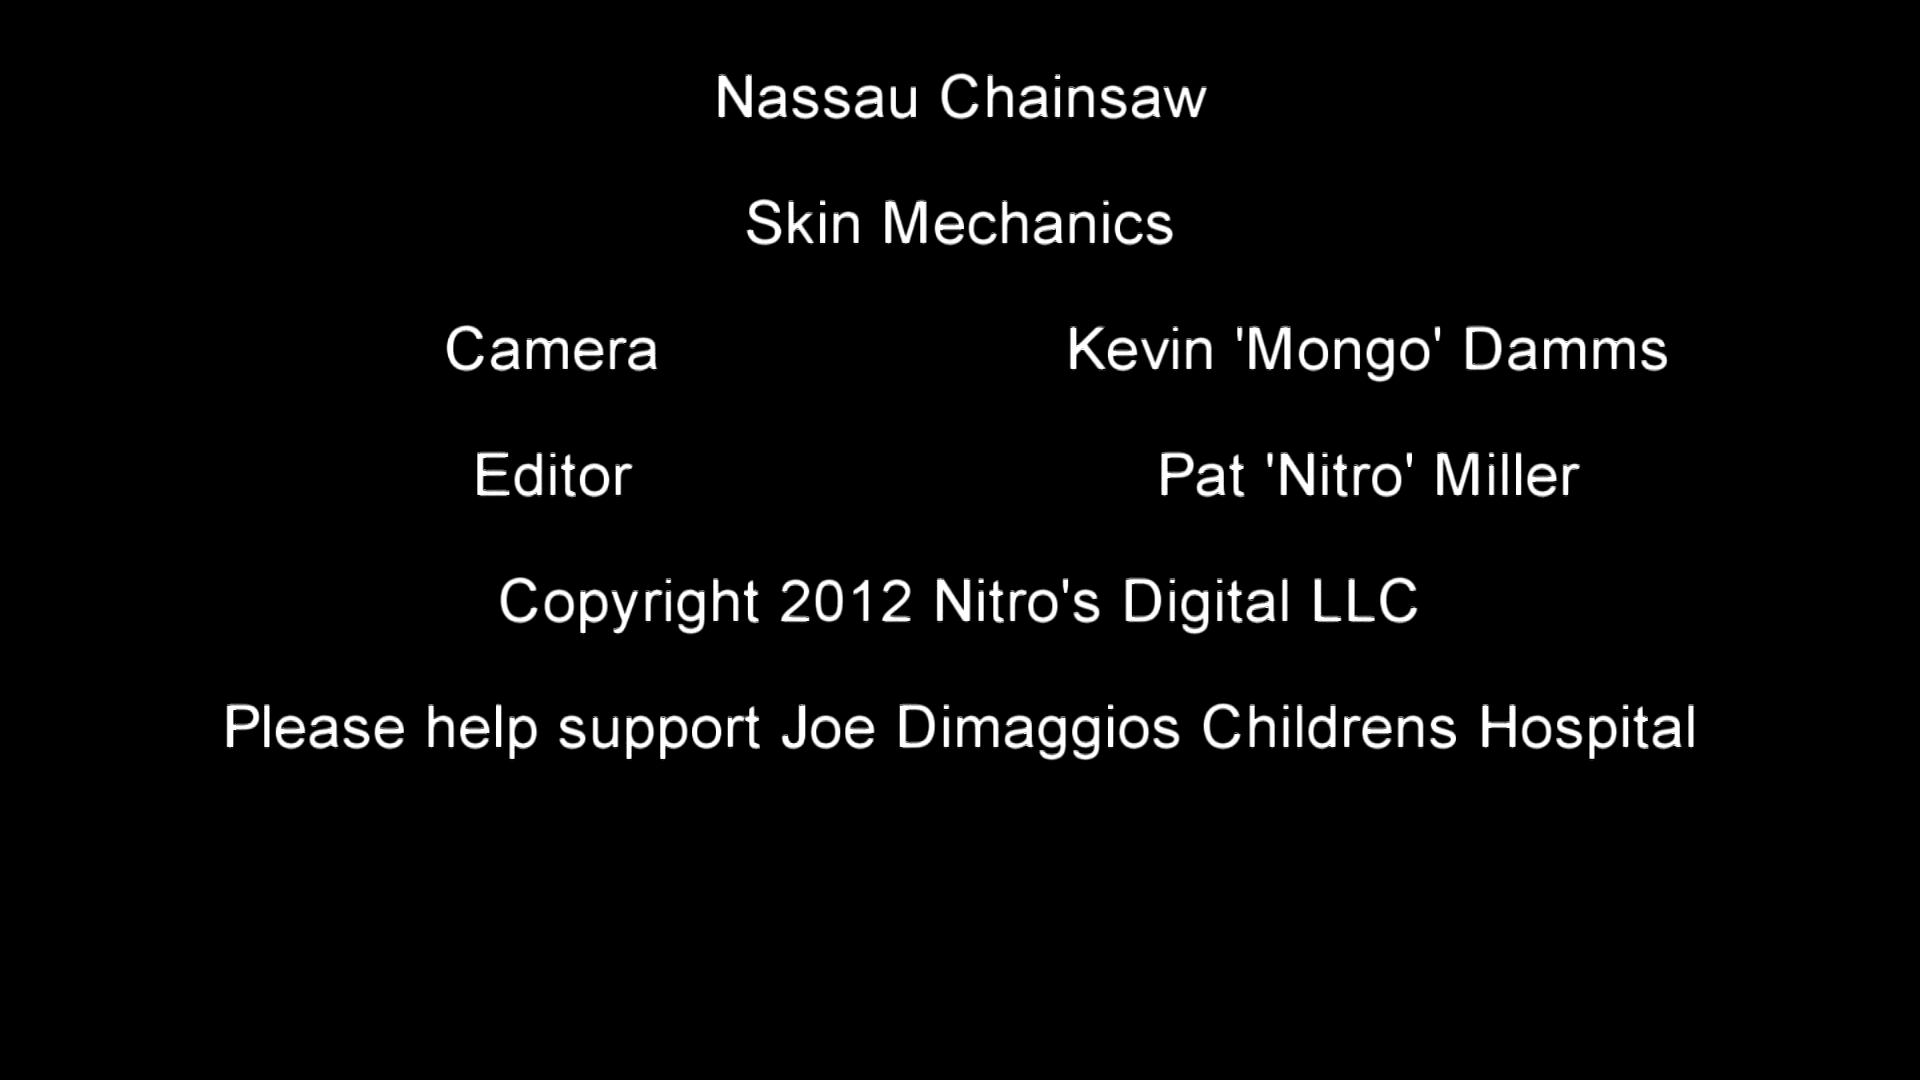 Nassau Chainsaw
Skin Mechanics
Camera Kevin 'Mongo' Damms
Editor Pat 'Nitro' Miller
Copyright 2012 Nitro's Digital LLC
Please help support Joe Dimaggios Childrens Hospital